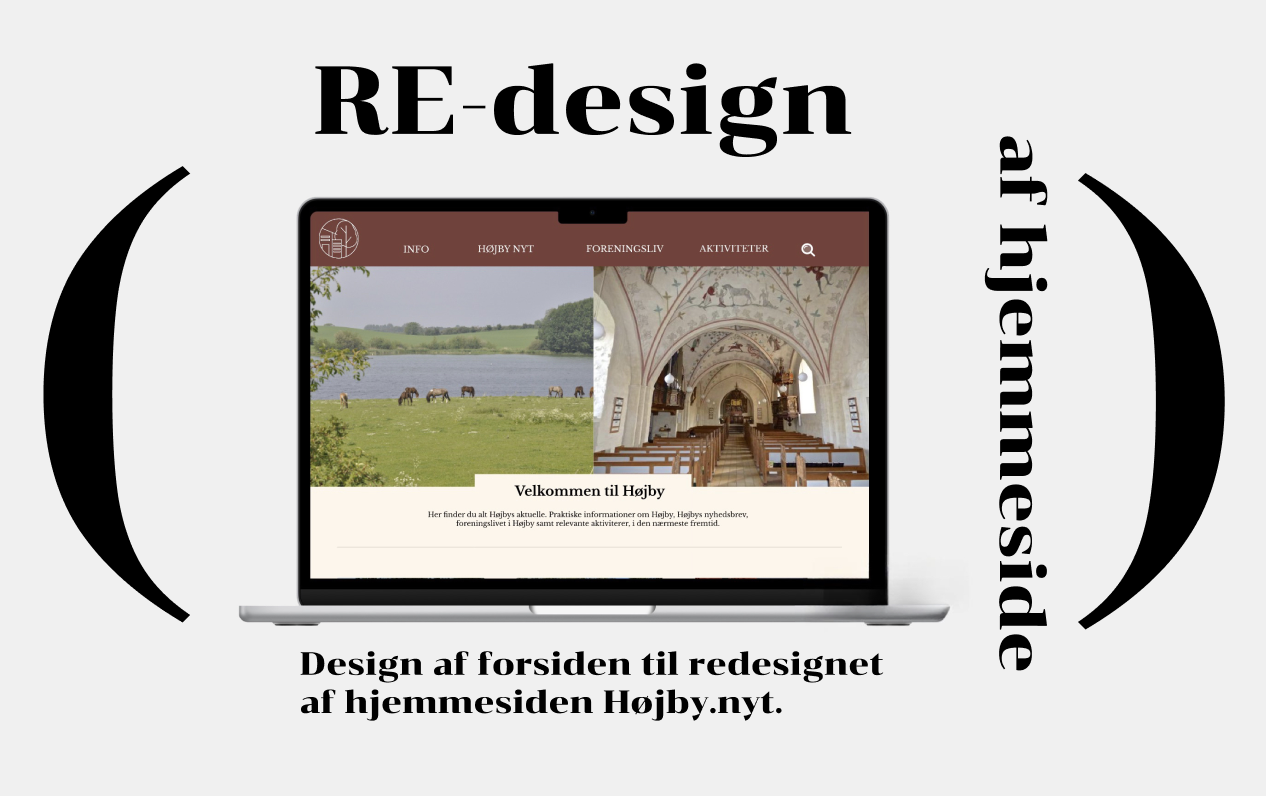 RE-design
af hjemmeside
INFO
HØJBY NYT
FORENINGSLIV
AKTIVITETER
Velkommen til Højby
Her finder du alt Højbys aktuelle. Praktiske informationer om Højby, Højbys nyhedsbrev,
foreningslivet i Højby samt relevante aktiviterer, i den nærmeste fremtid.
Design af forsiden til redesignet
af hjemmesiden Højby.nyt.